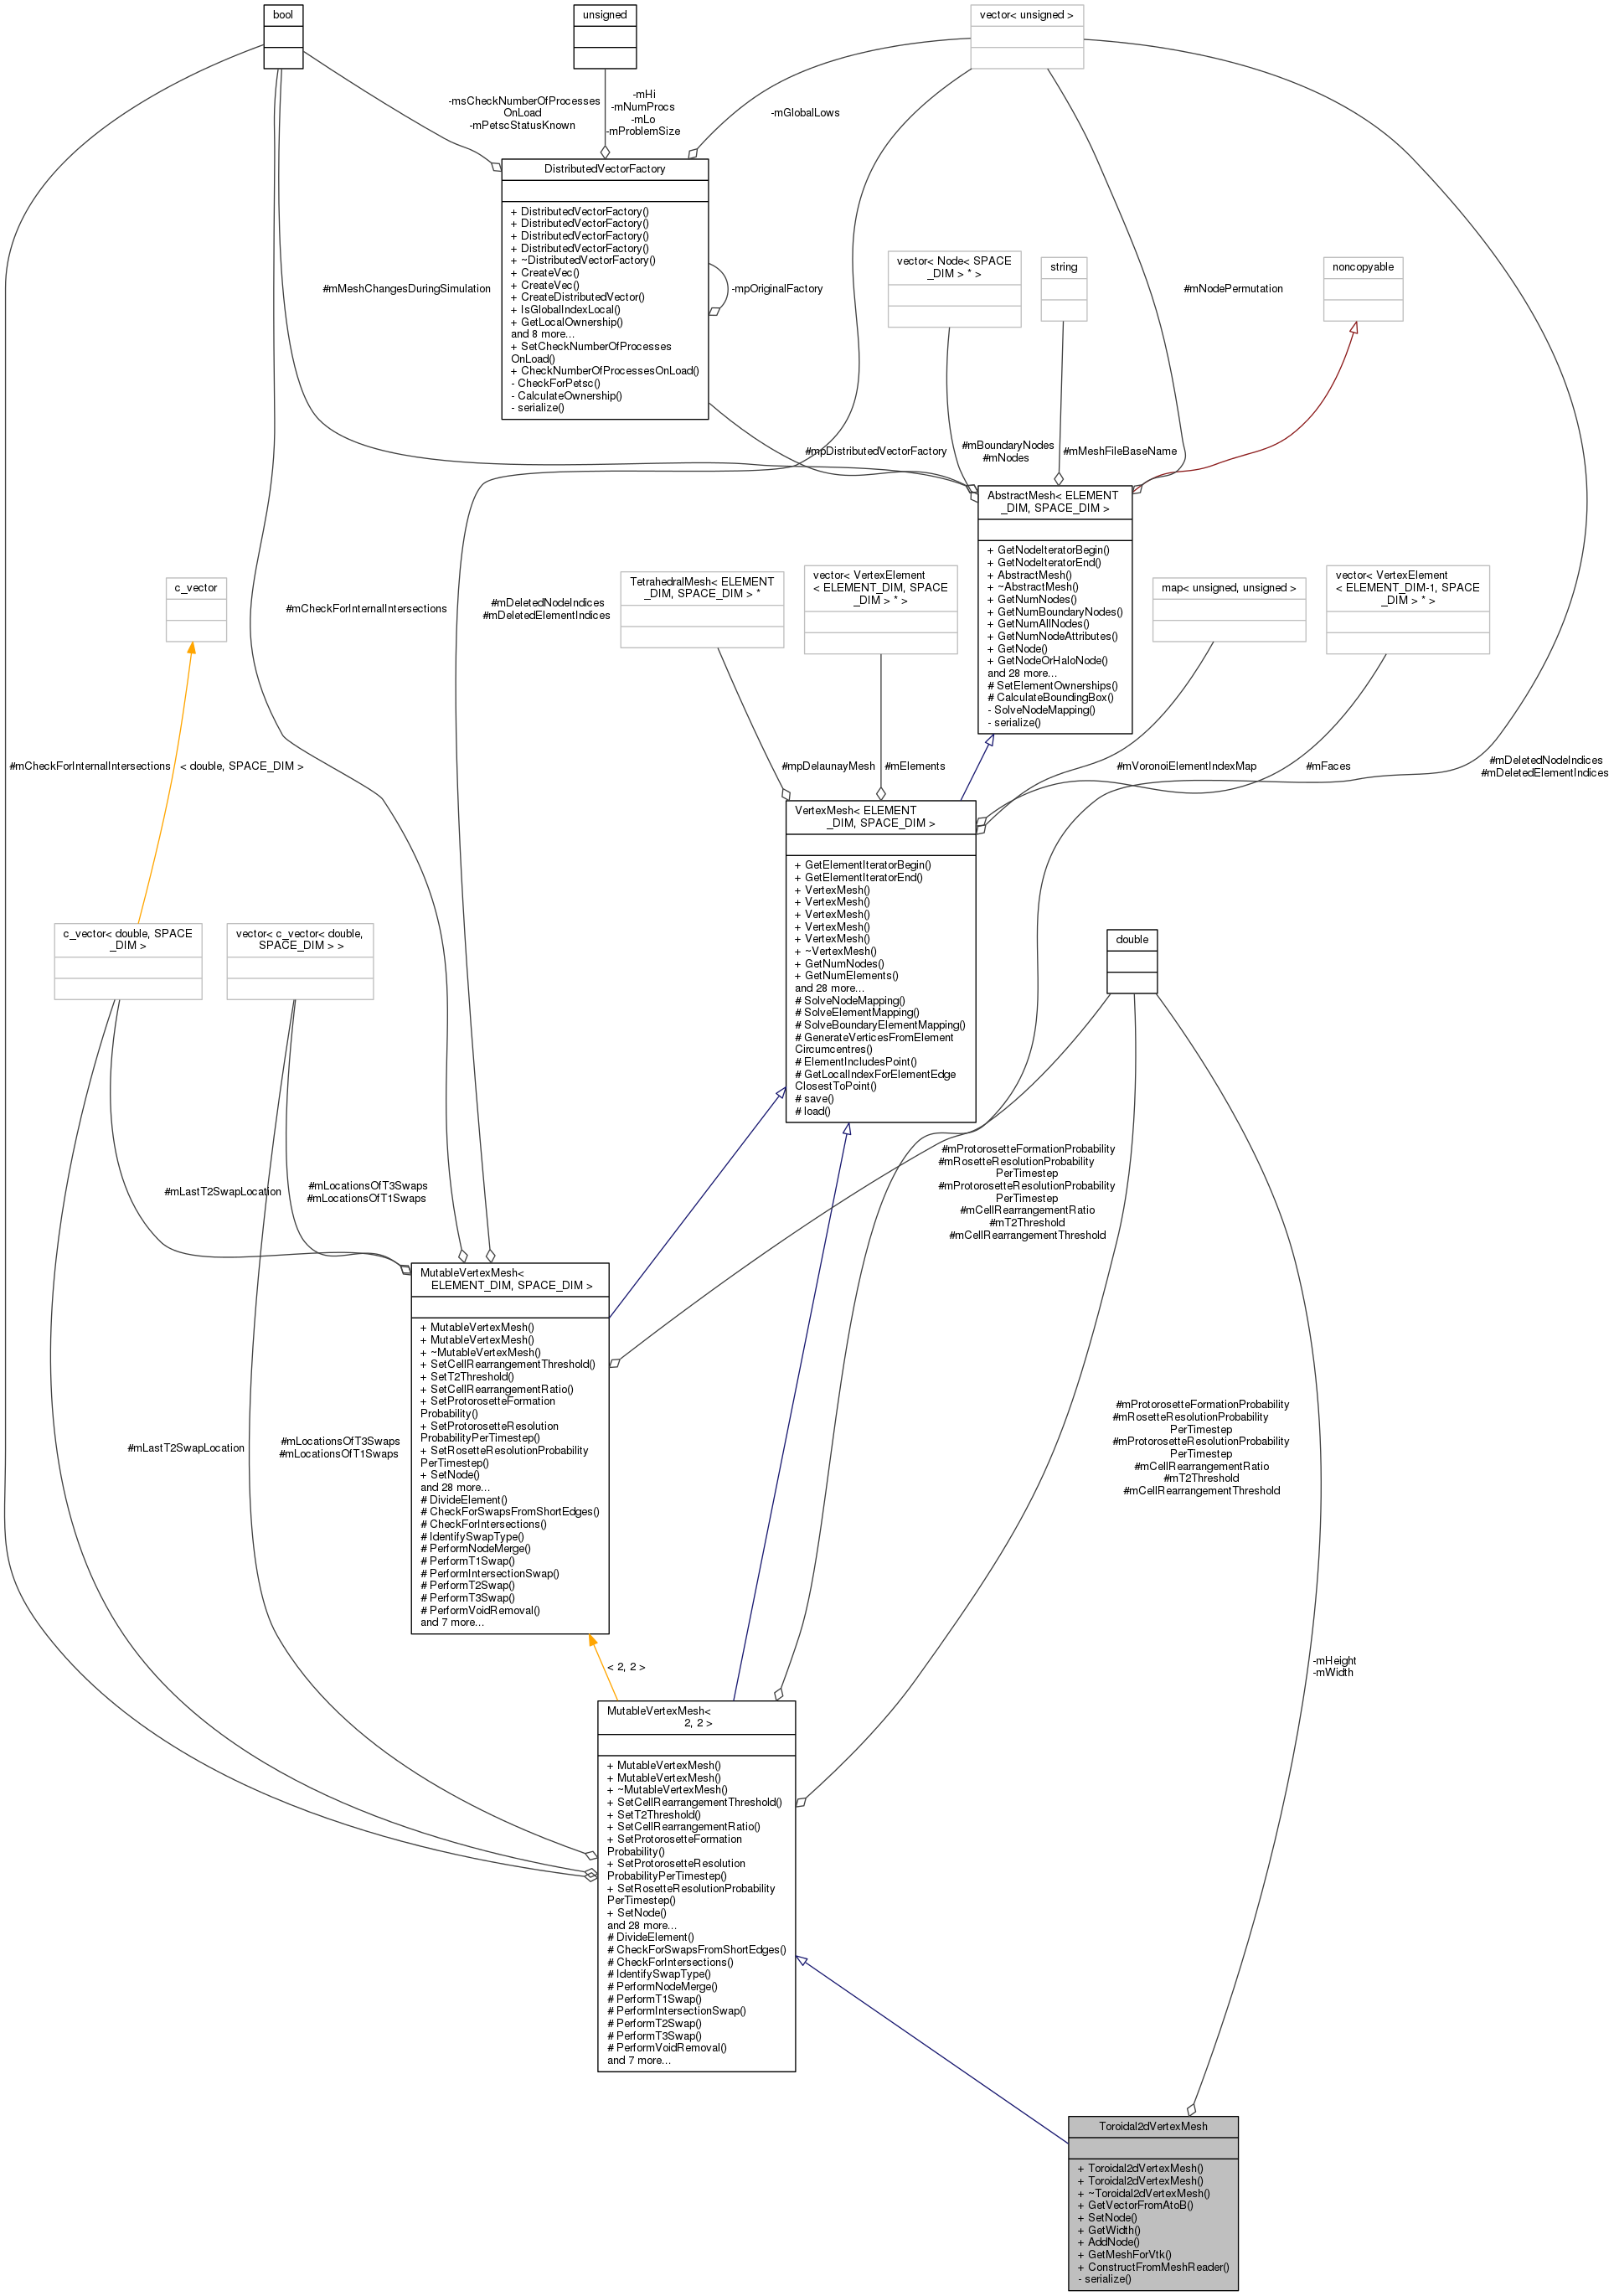 bool
unsigned
vector< unsigned >
-msCheckNumberOfProcesses
OnLoad
-mPetscStatusKnown
-mHi
-mNumProcs
-mLo
-mProblemSize
-mGlobalLows
DistributedVectorFactory
+ DistributedVectorFactory()
+ DistributedVectorFactory()
+ DistributedVectorFactory()
+ DistributedVectorFactory()
+ ~DistributedVectorFactory()
+ CreateVec()
+ CreateVec()
+ CreateDistributedVector()
+ IsGlobalIndexLocal()
+ GetLocalOwnership()
and 8 more...
+ SetCheckNumberOfProcesses
OnLoad()
+ CheckNumberOfProcessesOnLoad()
- CheckForPetsc()
- CalculateOwnership()
- serialize()
-mpOriginalFactory
#mMeshChangesDuringSimulation
vector< Node< SPACE
_DIM > * >
string
noncopyable
#mNodePermutation
#mpDistributedVectorFactory
#mBoundaryNodes
#mNodes
#mMeshFileBaseName
AbstractMesh< ELEMENT
_DIM, SPACE_DIM >
+ GetNodeIteratorBegin()
+ GetNodeIteratorEnd()
+ AbstractMesh()
+ ~AbstractMesh()
+ GetNumNodes()
+ GetNumBoundaryNodes()
+ GetNumAllNodes()
+ GetNumNodeAttributes()
+ GetNode()
+ GetNodeOrHaloNode()
and 28 more...
# SetElementOwnerships()
# CalculateBoundingBox()
- SolveNodeMapping()
- serialize()
c_vector
#mCheckForInternalIntersections
#mDeletedNodeIndices
#mDeletedElementIndices
TetrahedralMesh< ELEMENT
_DIM, SPACE_DIM > *
vector< VertexElement
< ELEMENT_DIM, SPACE
_DIM > * >
map< unsigned, unsigned >
vector< VertexElement
< ELEMENT_DIM-1, SPACE
_DIM > * >
#mCheckForInternalIntersections
< double, SPACE_DIM >
#mpDelaunayMesh
#mElements
#mVoronoiElementIndexMap
#mFaces
#mDeletedNodeIndices
#mDeletedElementIndices
VertexMesh< ELEMENT
_DIM, SPACE_DIM >
+ GetElementIteratorBegin()
+ GetElementIteratorEnd()
+ VertexMesh()
+ VertexMesh()
+ VertexMesh()
+ VertexMesh()
+ VertexMesh()
+ ~VertexMesh()
+ GetNumNodes()
+ GetNumElements()
and 28 more...
# SolveNodeMapping()
# SolveElementMapping()
# SolveBoundaryElementMapping()
# GenerateVerticesFromElement
Circumcentres()
# ElementIncludesPoint()
# GetLocalIndexForElementEdge
ClosestToPoint()
# save()
# load()
c_vector< double, SPACE
_DIM >
vector< c_vector< double,
SPACE_DIM > >
double
#mLastT2SwapLocation
#mLocationsOfT3Swaps
#mLocationsOfT1Swaps
#mProtorosetteFormationProbability
#mRosetteResolutionProbability
PerTimestep
#mProtorosetteResolutionProbability
PerTimestep
#mCellRearrangementRatio
#mT2Threshold
#mCellRearrangementThreshold
MutableVertexMesh<
ELEMENT_DIM, SPACE_DIM >
+ MutableVertexMesh()
+ MutableVertexMesh()
+ ~MutableVertexMesh()
+ SetCellRearrangementThreshold()
+ SetT2Threshold()
+ SetCellRearrangementRatio()
+ SetProtorosetteFormation
Probability()
+ SetProtorosetteResolution
ProbabilityPerTimestep()
+ SetRosetteResolutionProbability
PerTimestep()
+ SetNode()
and 28 more...
# DivideElement()
# CheckForSwapsFromShortEdges()
# CheckForIntersections()
# IdentifySwapType()
# PerformNodeMerge()
# PerformT1Swap()
# PerformIntersectionSwap()
# PerformT2Swap()
# PerformT3Swap()
# PerformVoidRemoval()
and 7 more...
#mLastT2SwapLocation
#mLocationsOfT3Swaps
#mLocationsOfT1Swaps
#mProtorosetteFormationProbability
#mRosetteResolutionProbability
PerTimestep
#mProtorosetteResolutionProbability
PerTimestep
#mCellRearrangementRatio
#mT2Threshold
#mCellRearrangementThreshold
< 2, 2 >
-mHeight
-mWidth
MutableVertexMesh<
2, 2 >
+ MutableVertexMesh()
+ MutableVertexMesh()
+ ~MutableVertexMesh()
+ SetCellRearrangementThreshold()
+ SetT2Threshold()
+ SetCellRearrangementRatio()
+ SetProtorosetteFormation
Probability()
+ SetProtorosetteResolution
ProbabilityPerTimestep()
+ SetRosetteResolutionProbability
PerTimestep()
+ SetNode()
and 28 more...
# DivideElement()
# CheckForSwapsFromShortEdges()
# CheckForIntersections()
# IdentifySwapType()
# PerformNodeMerge()
# PerformT1Swap()
# PerformIntersectionSwap()
# PerformT2Swap()
# PerformT3Swap()
# PerformVoidRemoval()
and 7 more...
Toroidal2dVertexMesh
+ Toroidal2dVertexMesh()
+ Toroidal2dVertexMesh()
+ ~Toroidal2dVertexMesh()
+ GetVectorFromAtoB()
+ SetNode()
+ GetWidth()
+ AddNode()
+ GetMeshForVtk()
+ ConstructFromMeshReader()
- serialize()